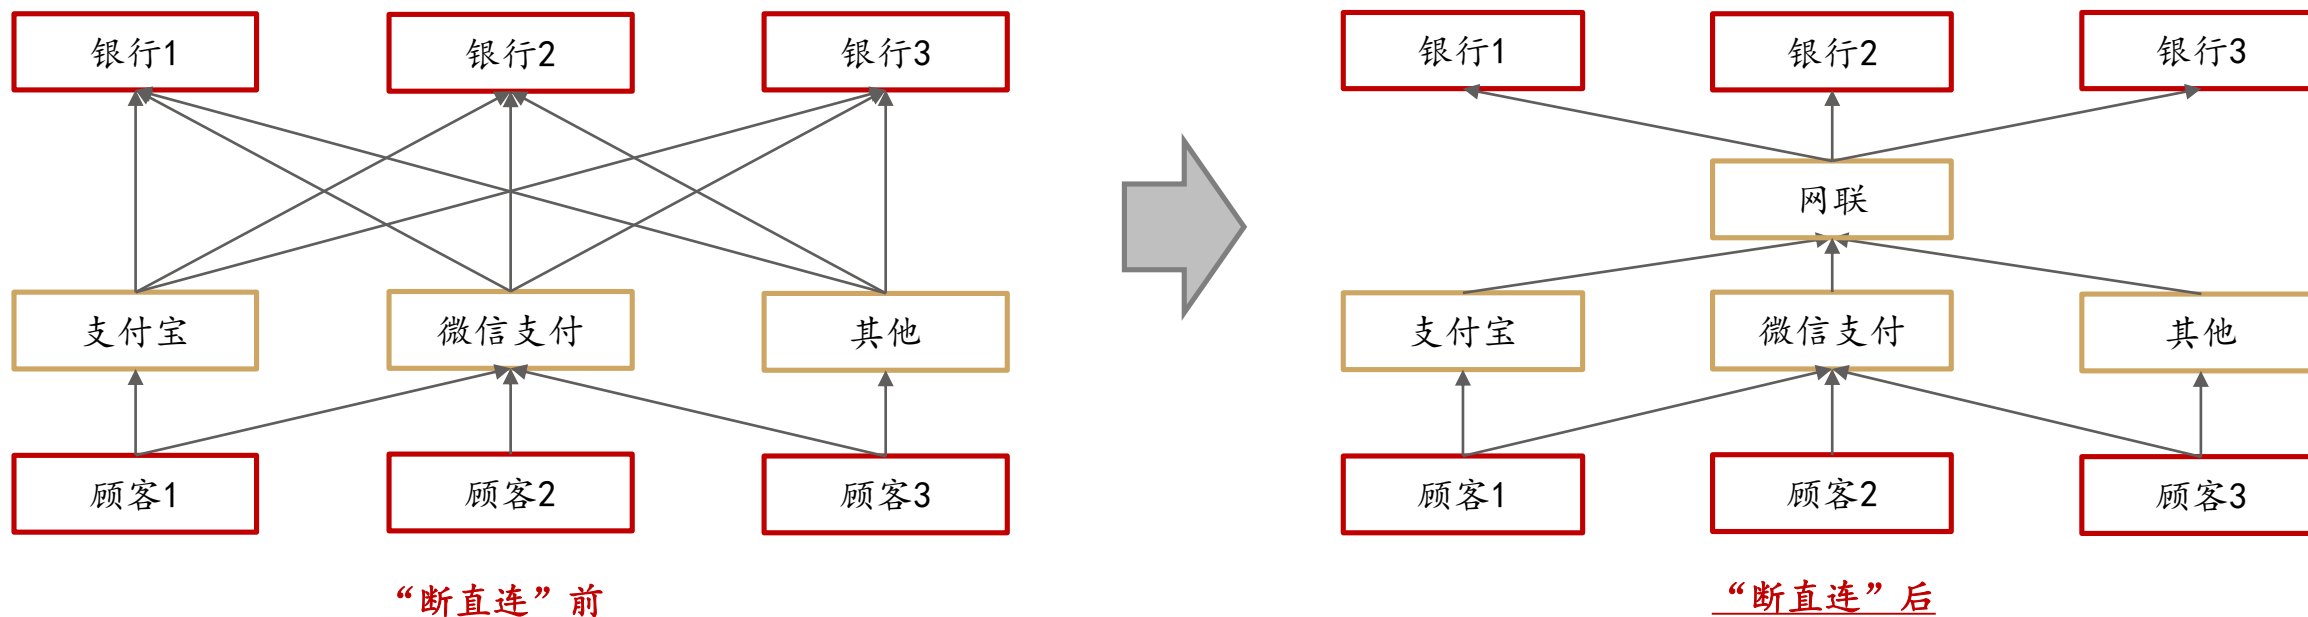 银行1
银行2
银行3
支付宝
微信支付
其他
顾客1
顾客2
顾客3
“断直连”前
银行1
银行2
银行3
网联
支付宝
微信支付
其他
顾客1
顾客2
顾客3
“断直连”后